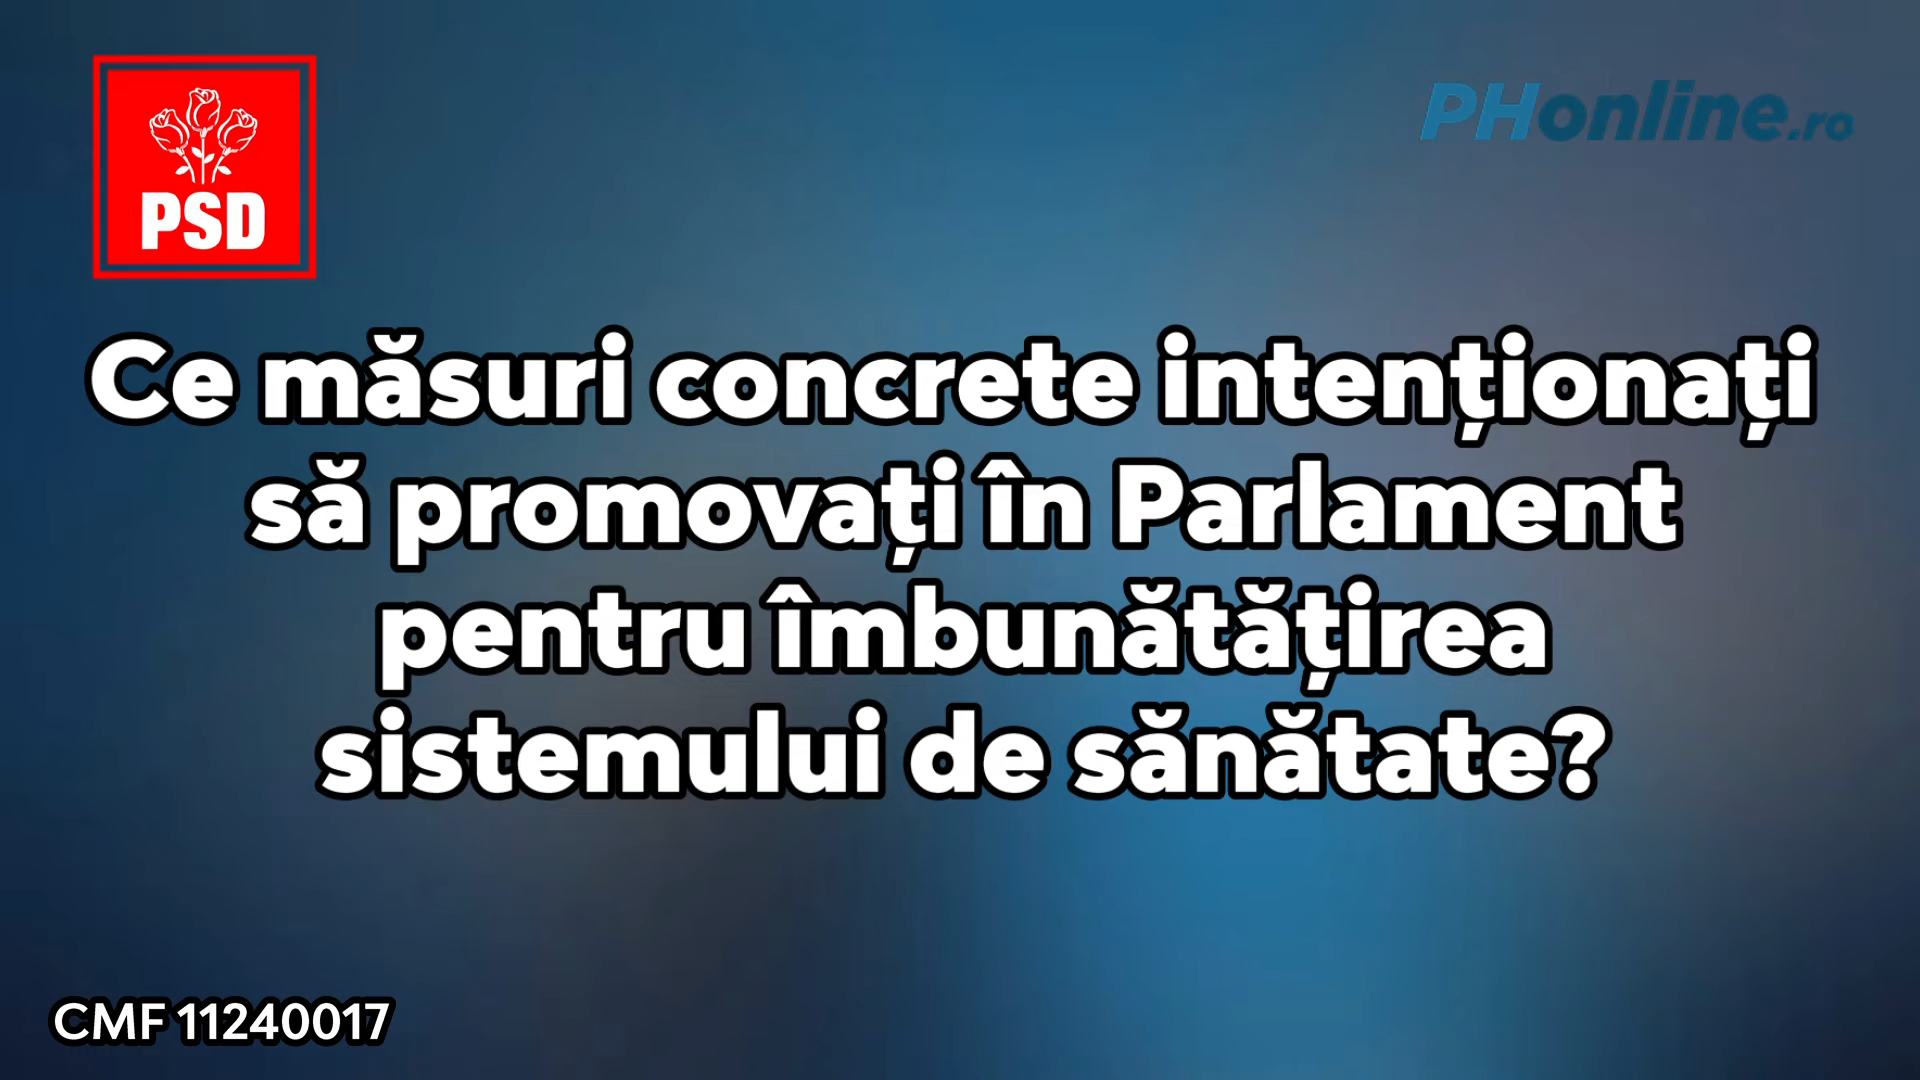 PSD
PHonline.ro
Ce măsuri concrete intenționați
să promovați în Parlament
pentru îmbunătățirea
sistemului de sănătate?
CMF 11240017